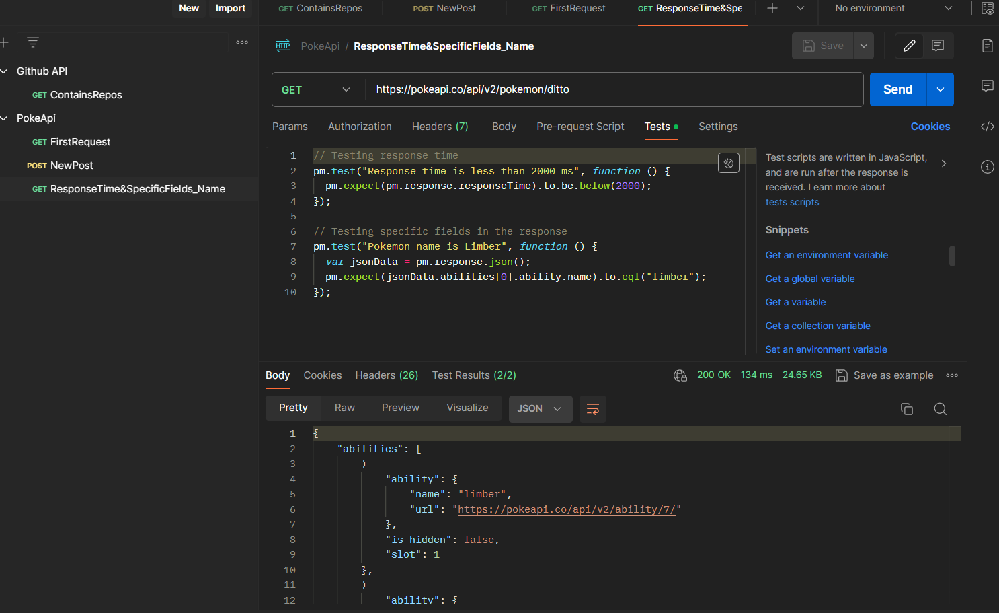 New Import
GET ContainsRepos
POST NewPost
GET FirstRequest
GET ResponseTime&Spe
No environment
Github API
GET ContainsRepos
PokeApi
GET FirstRequest
POST NewPost
GET ResponseTime&SpecificFields_Name
HTTP PokeApi / ResponseTime&SpecificFields_Name
Save
GET https://pokeapi.co/api/v2/pokemon/ditto
Send
Params Authorization Headers (7) Body Pre-request Script Tests Settings
Cookies
1 // Testing response time
2 pm.test("Response time is less than 2000 ms", function () {
3 pm.expect(pm.response.responseTime).to.be.below(2000);
4 });
5
6 // Testing specific fields in the response
7 pm.test("Pokemon name is Limber", function () {
8 var jsonData = pm.response.json();
9 pm.expect(jsonData.abilities[0].ability.name).to.eql("limber");
10 });
Test scripts are written in JavaScript,
and are run after the response is
received. Learn more about
tests scripts
Snippets
Get an environment variable
Get a global variable
Get a variable
Get a collection variable
Set an environment variable
Body Cookies Headers (26) Test Results (2/2)
200 OK 134 ms 24.65 KB Save as example
Pretty Raw Preview Visualize JSON
1 {
2 "abilities": [
3 {
4 "ability": {
5 "name": "limber",
6 "url": "https://pokeapi.co/api/v2/ability/7/"
7 },
8 "is_hidden": false,
9 "slot": 1
10 },
11 {
12 "ability": {